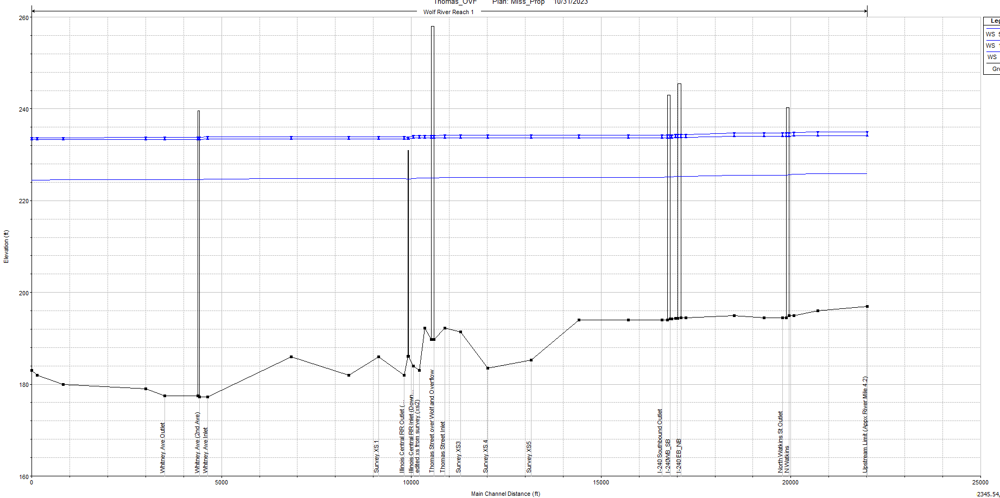 Thomas_OVF Plan: Miss_Prop 10/31/2023
Wolf River Reach 1
Leg
WS 5
WS 1
WS
Gro
260
240
220
200
180
160
Elevation (ft)
Whitney Ave Outlet
Whitney Ave (2nd Ave)
Whitney Ave Inlet
Survey XS 1
Illinois Central RR Outlet (...
Illinois Central RR Inlet (Down...
edited xs from survey (xs2)
Thomas Street over Wolf and Overflow
Thomas Street Inlet
Survey XS3
Survey XS 4
Survey XS5
I-240 Southbound Outlet
I-240WB_SB
I-240 EB_NB
North Watkins St Outlet
N Watkins
Upstream Limit (Appx River Mile 4.2)
0
5000
10000
15000
20000
25000
Main Channel Distance (ft)
2345.54,